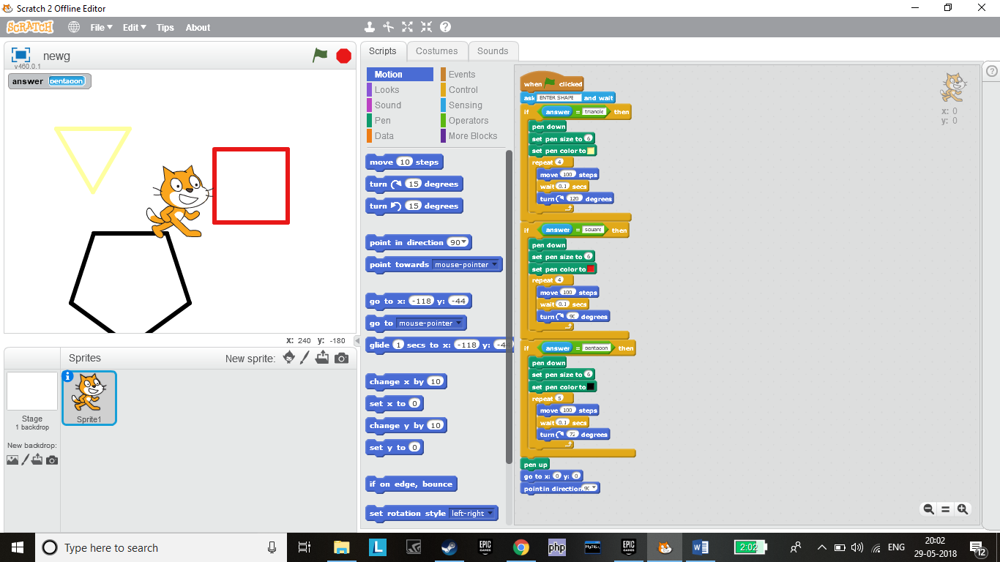 Scratch 2 Offline Editor
SCRATCH File Edit Tips About
newg
v460.0.1
answer pentagon
x: 240 y: -180
Sprites New sprite:
Sprite1
Stage
1 backdrop
New backdrop:
Scripts Costumes Sounds
Motion Events
Looks Control
Sound Sensing
Pen Operators
Data More Blocks
move 10 steps
turn 15 degrees
turn 15 degrees
point in direction 90
point towards mouse-pointer
go to x: -118 y: -44
go to mouse-pointer
glide 1 secs to x: -118 y: -44
change x by 10
set x to 0
change y by 10
set y to 0
if on edge, bounce
set rotation style left-right
when clicked
ask ENTER SHAPE and wait
if answer = triangle then
pen down
set pen size to 6
set pen color to
repeat 4
move 100 steps
wait 0.1 secs
turn 120 degrees
if answer = square then
pen down
set pen size to 6
set pen color to
repeat 4
move 100 steps
wait 0.1 secs
turn 90 degrees
if answer = pentagon then
pen down
set pen size to 6
set pen color to
repeat 5
move 100 steps
wait 0.1 secs
turn 72 degrees
pen up
go to x: 0 y: 0
point in direction 90
x: 0
y: 0
Type here to search
L
EPIC GAMES
php
MySQL
EPIC GAMES
W
2:02
ENG
20:02
29-05-2018
12